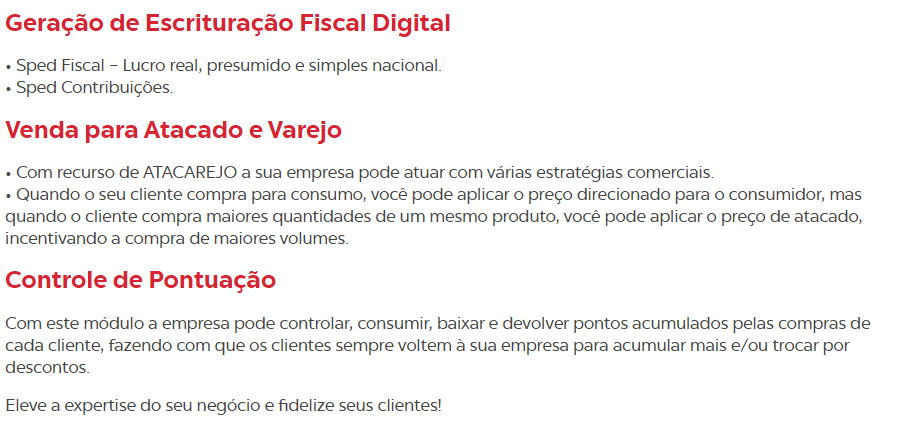 Geração de Escrituração Fiscal Digital
• Sped Fiscal – Lucro real, presumido e simples nacional.
• Sped Contribuições.
Venda para Atacado e Varejo
• Com recurso de ATACAREJO a sua empresa pode atuar com várias estratégias comerciais.
• Quando o seu cliente compra para consumo, você pode aplicar o preço direcionado para o consumidor, mas
quando o cliente compra maiores quantidades de um mesmo produto, você pode aplicar o preço de atacado,
incentivando a compra de maiores volumes.
Controle de Pontuação
Com este módulo a empresa pode controlar, consumir, baixar e devolver pontos acumulados pelas compras de
cada cliente, fazendo com que os clientes sempre voltem à sua empresa para acumular mais e/ou trocar por
descontos.
Eleve a expertise do seu negócio e fidelize seus clientes!